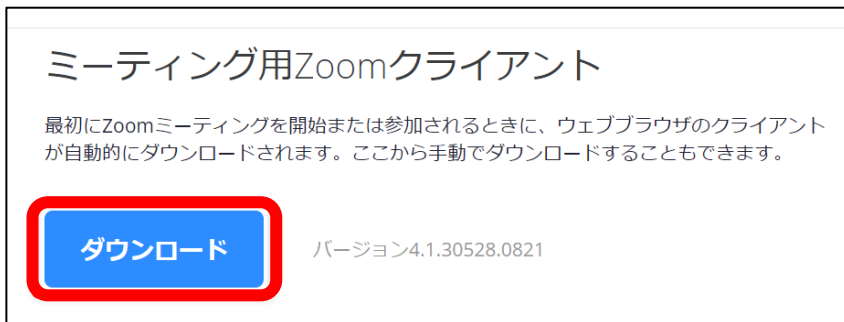 ミーティング用Zoomクライアント
最初にZoomミーティングを開始または参加されるときに、ウェブブラウザのクライアント
が自動的にダウンロードされます。ここから手動でダウンロードすることもできます。
ダウンロード
バージョン4.1.30528.0821